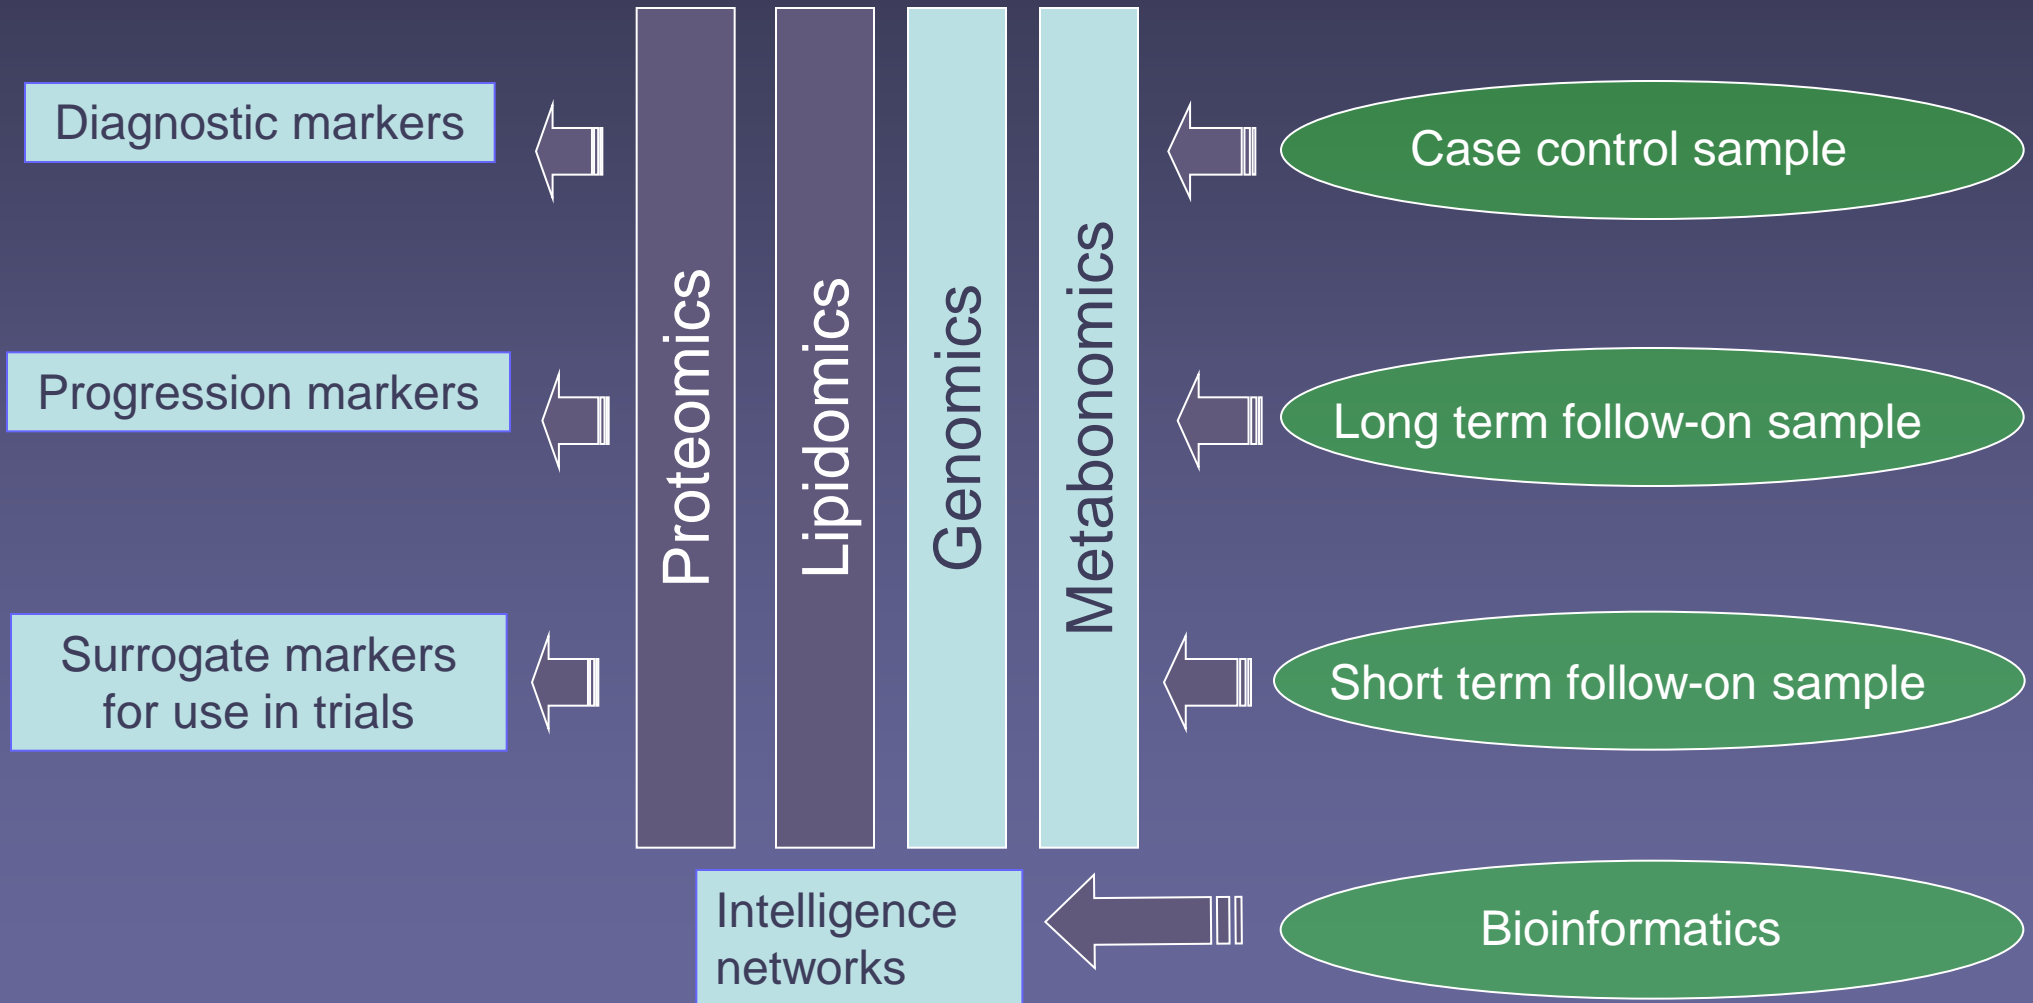 Diagnostic markers
Progression markers
Surrogate markers
for use in trials
Proteomics
Lipidomics
Genomics
Metabonomics
Case control sample
Long term follow-on sample
Short term follow-on sample
Intelligence
networks
Bioinformatics